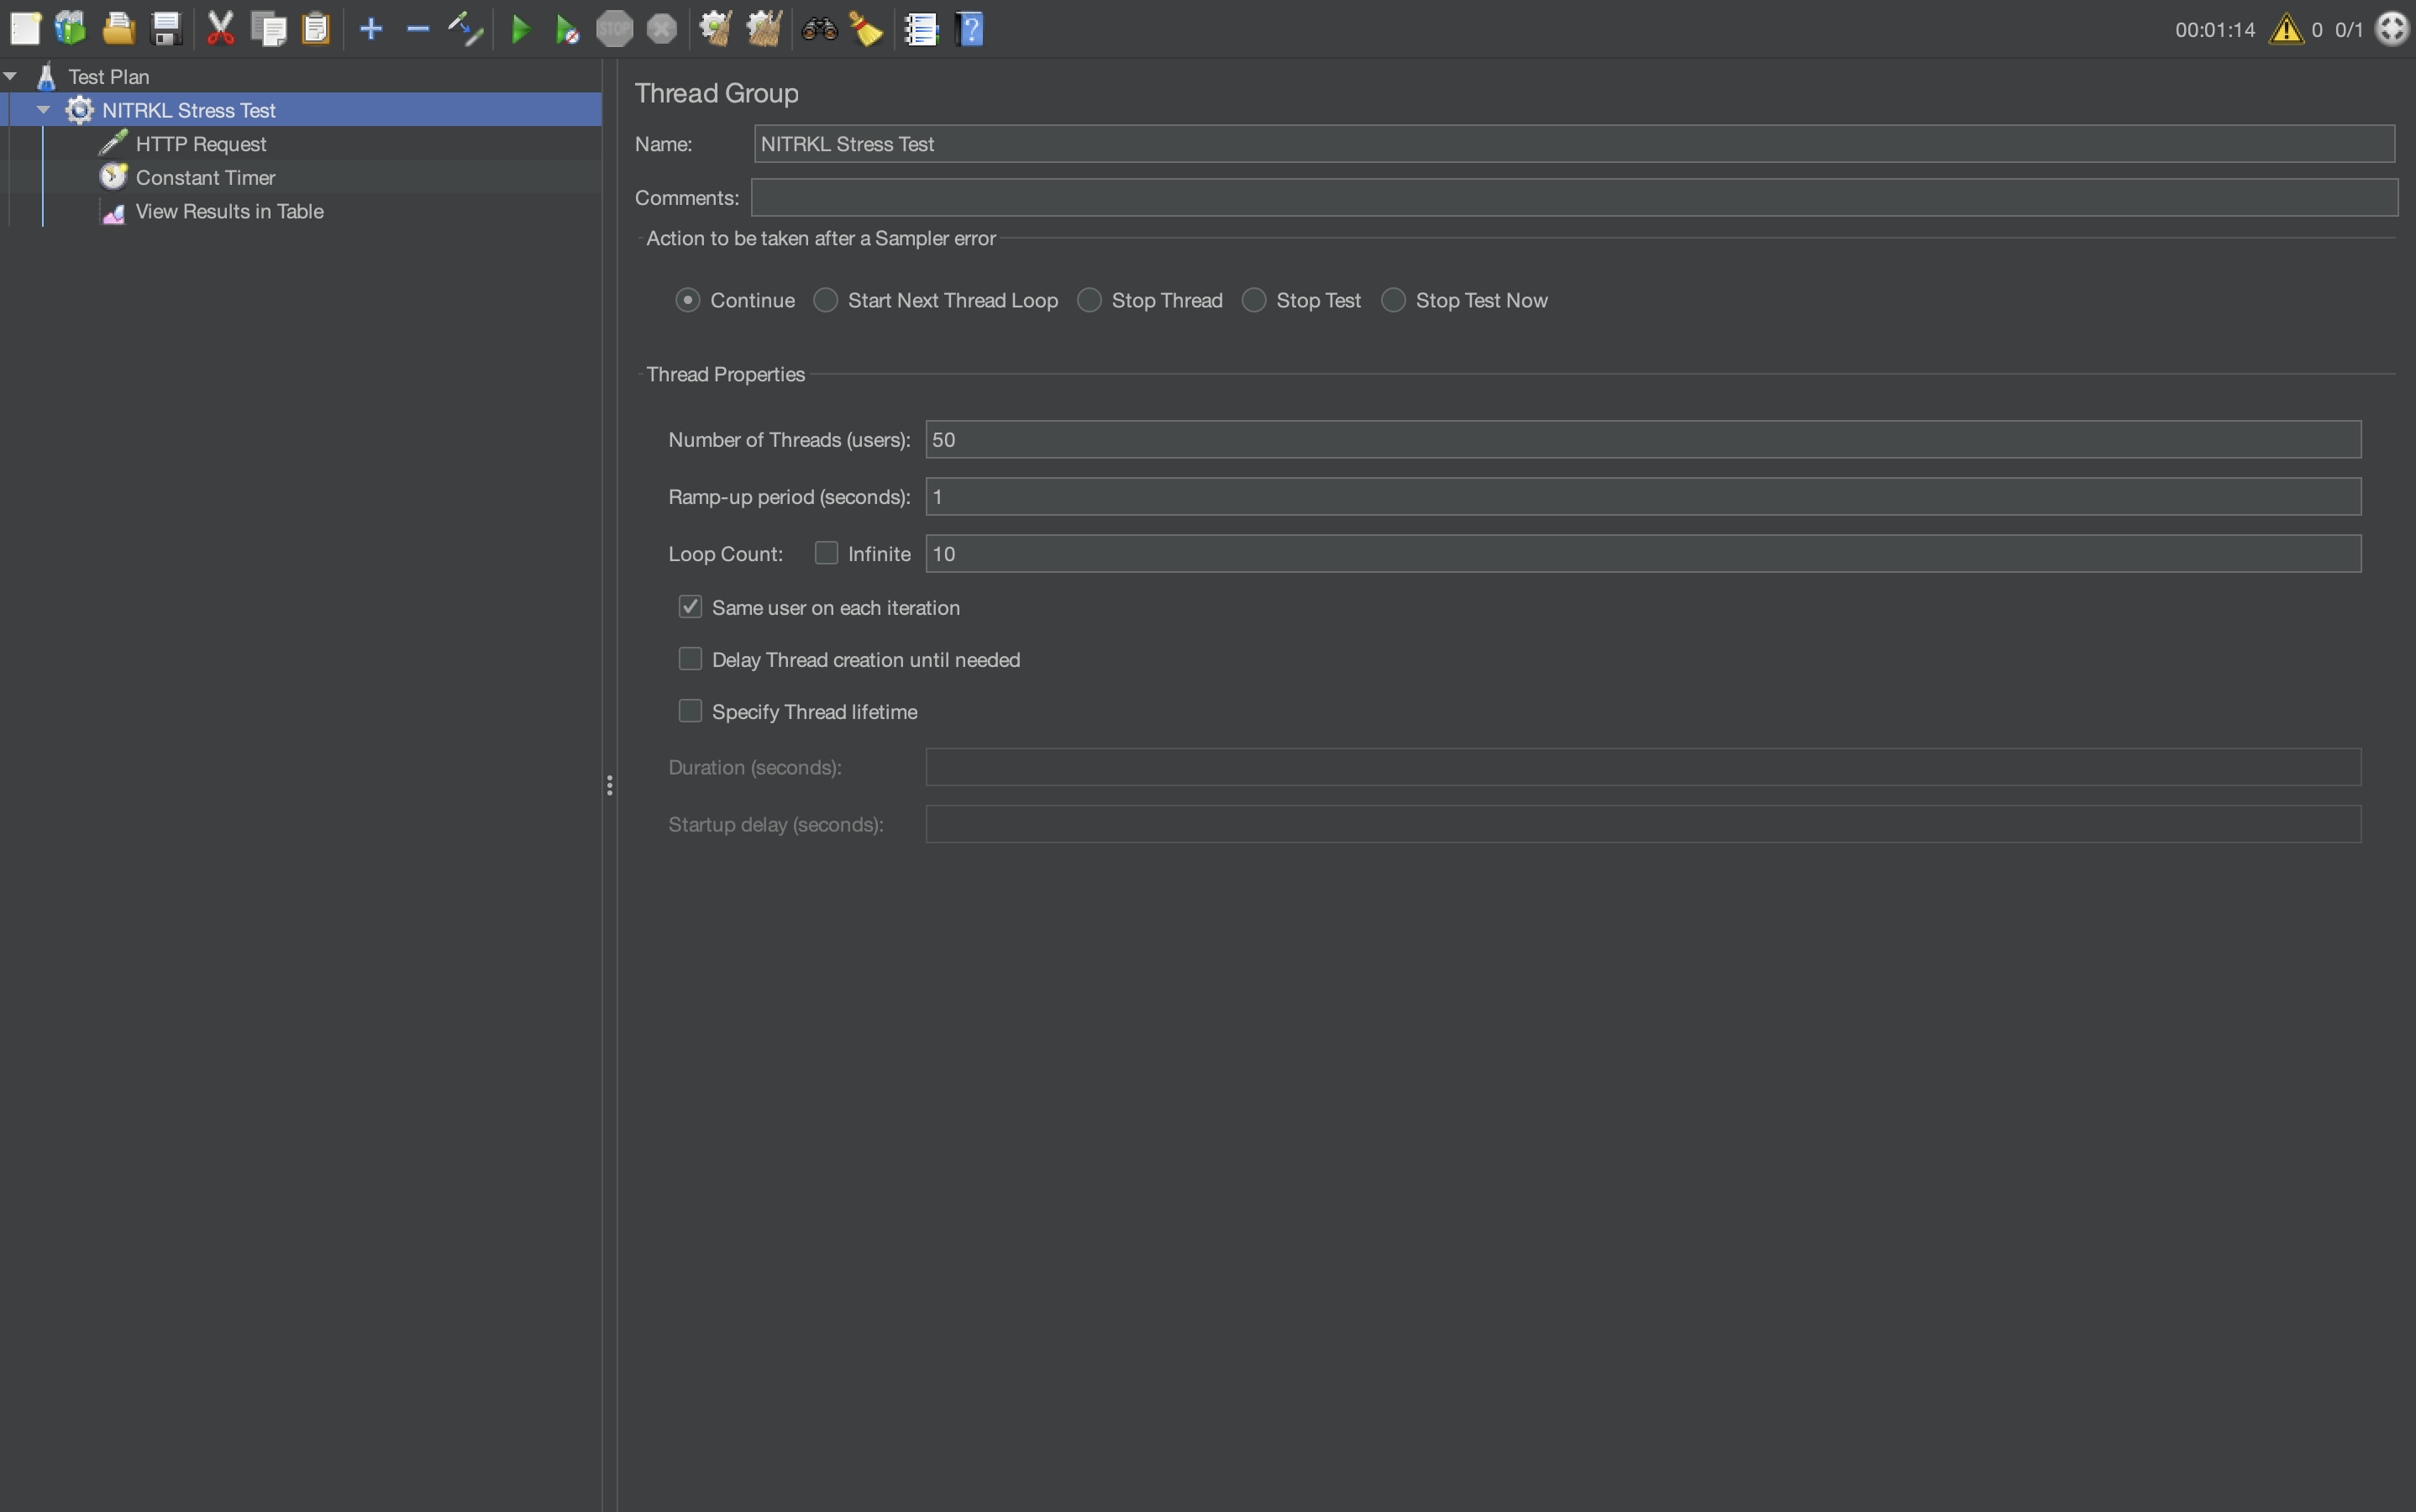 STOP
00:01:14 0 0/1
Test Plan
NITRKL Stress Test
HTTP Request
Constant Timer
View Results in Table
Thread Group
Name: NITRKL Stress Test
Comments:
Action to be taken after a Sampler error
Continue Start Next Thread Loop Stop Thread Stop Test Stop Test Now
Thread Properties
Number of Threads (users): 50
Ramp-up period (seconds): 1
Loop Count: Infinite 10
Same user on each iteration
Delay Thread creation until needed
Specify Thread lifetime
Duration (seconds):
Startup delay (seconds):